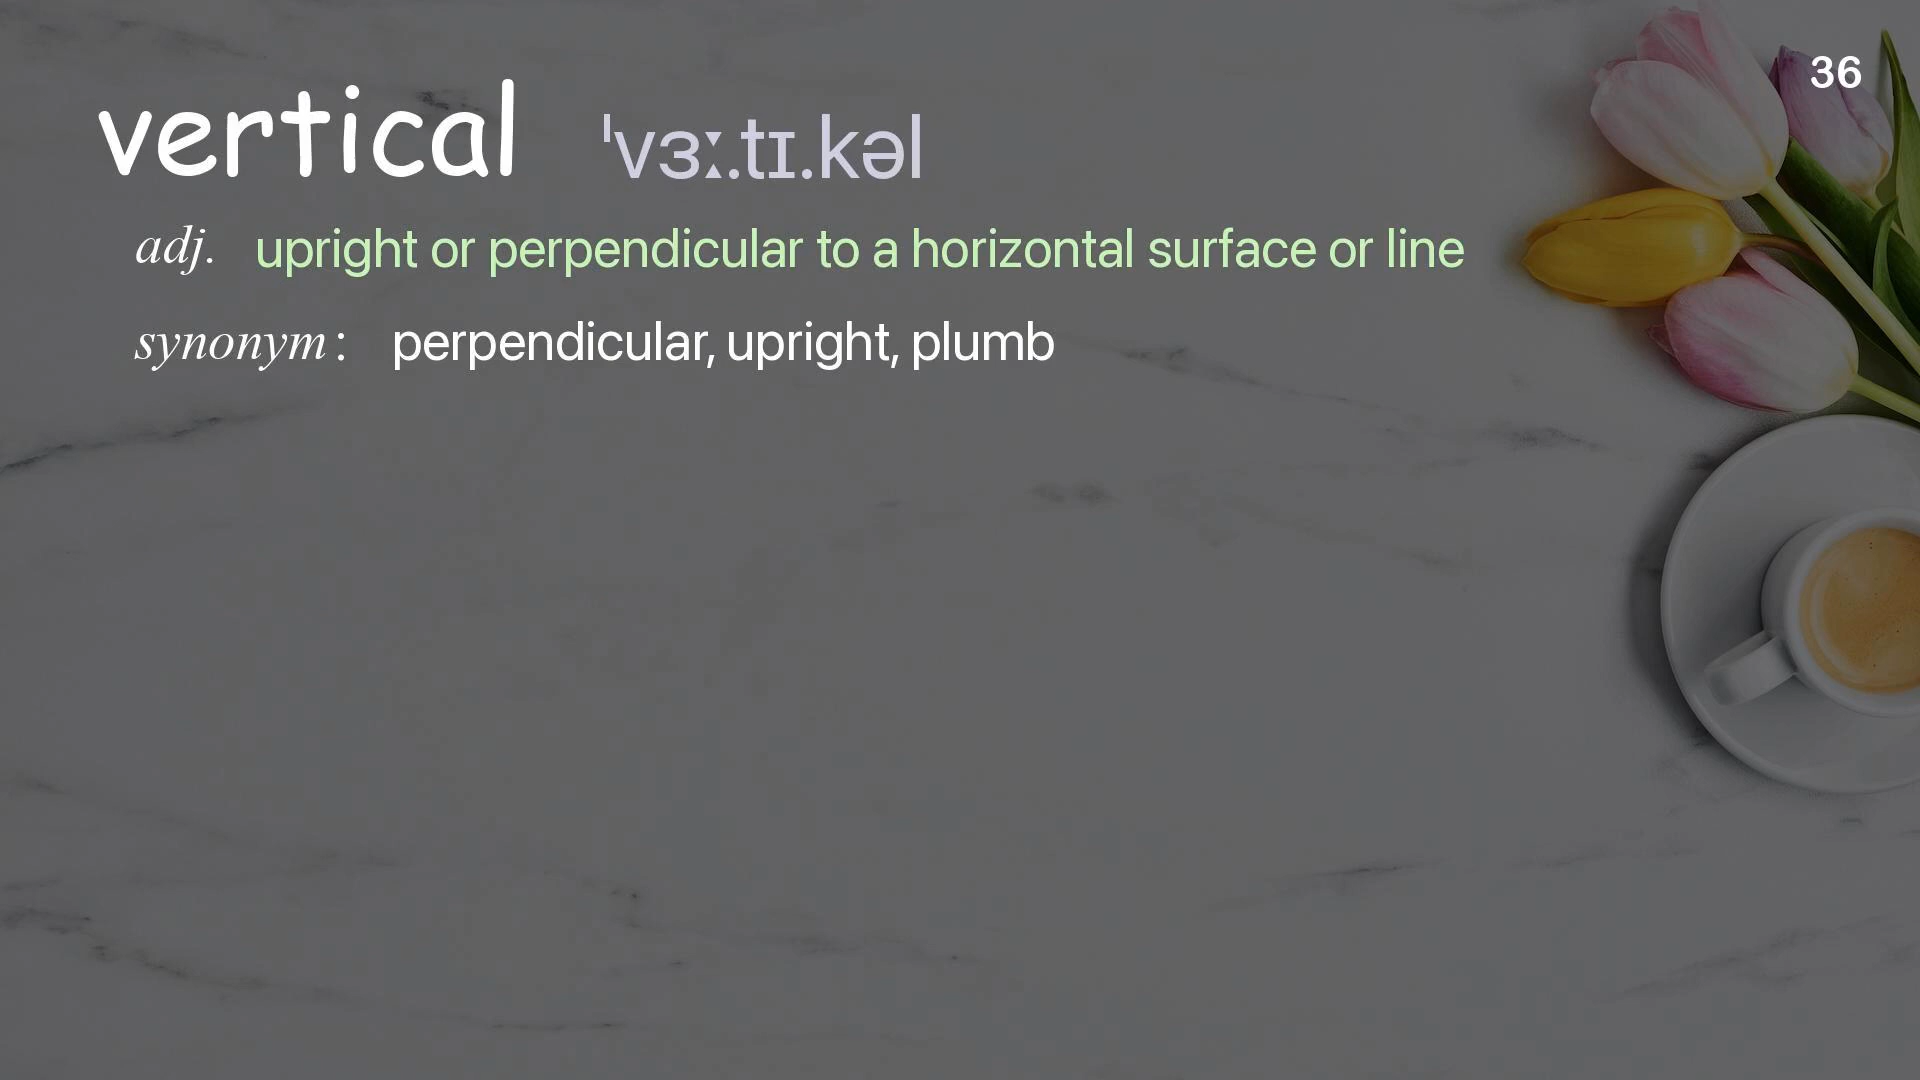 36
vertical ˈvɜː.tɪ.kəl
adj. upright or perpendicular to a horizontal surface or line
synonym : perpendicular, upright, plumb